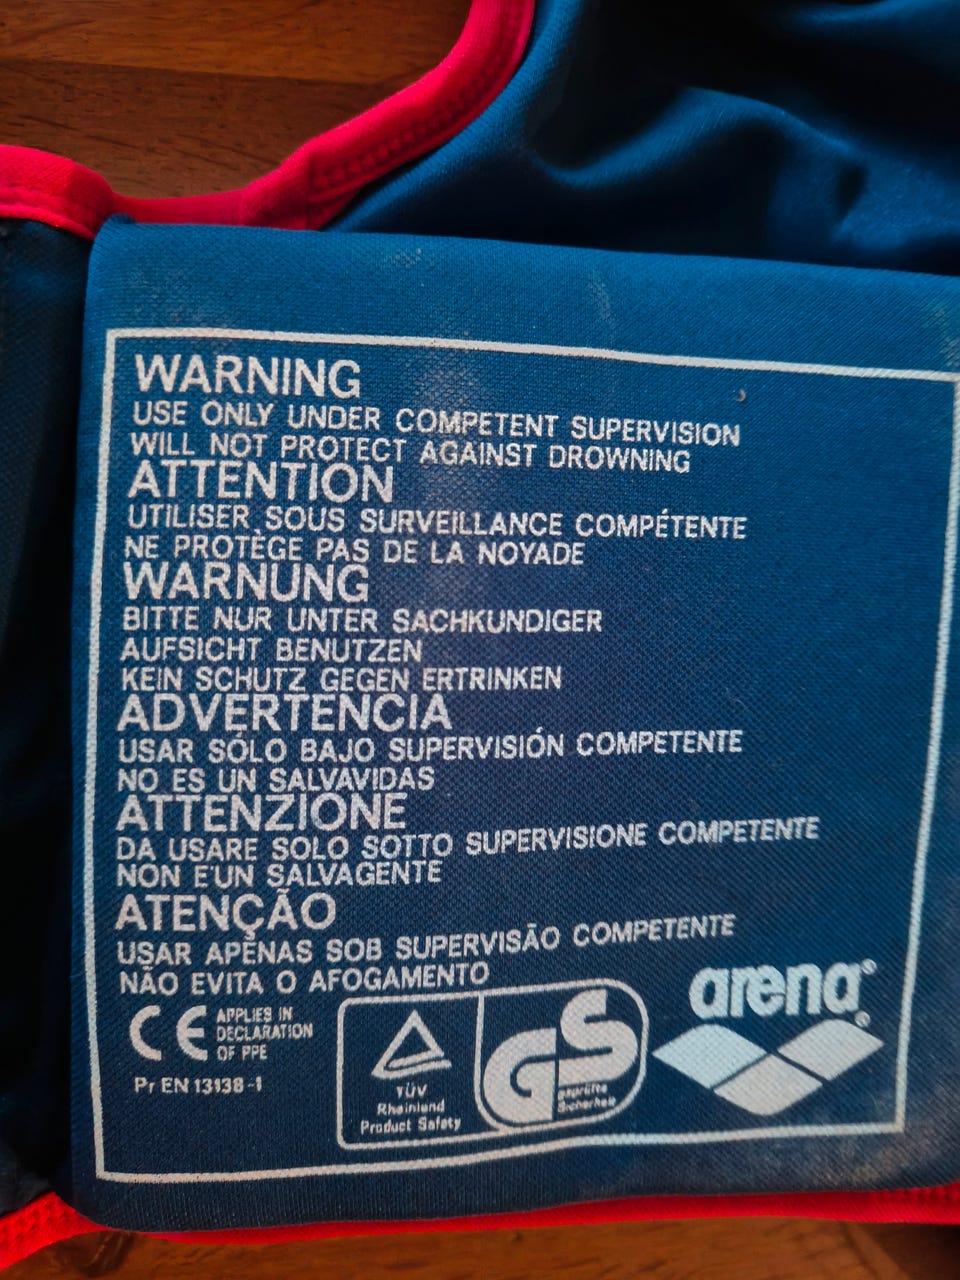 WARNING
USE ONLY UNDER COMPETENT SUPERVISION
WILL NOT PROTECT AGAINST DROWNING
ATTENTION
UTILISER SOUS SURVEILLANCE COMPÉTENTE
NE PROTÈGE PAS DE LA NOYADE
WARNUNG
BITTE NUR UNTER SACHKUNDIGER
AUFSICHT BENUTZEN
KEIN SCHUTZ GEGEN ERTRINKEN
ADVERTENCIA
USAR SÓLO BAJO SUPERVISIÓN COMPETENTE
NO ES UN SALVAVIDAS
ATTENZIONE
DA USARE SOLO SOTTO SUPERVISIONE COMPETENTE
NON E'UN SALVAGENTE
ATENÇÃO
USAR APENAS SOB SUPERVISÃO COMPETENTE
NÃO EVITA O AFOGAMENTO
CE APPLIES IN
DECLARATION
OF PPE
Pr EN 13138-1
TÜV
Rheinland
Product Safety
GS
geprüfte
Sicherheit
arena®
®